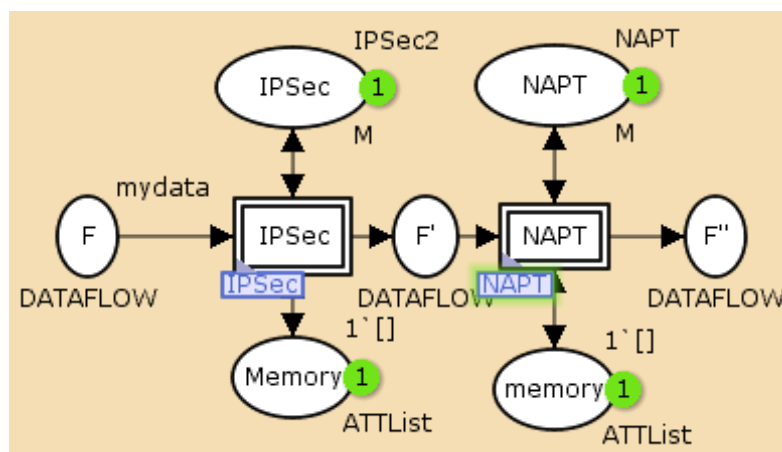 IPSec2
NAPT
IPSec
1
NAPT
1
M
M
mydata
F
IPSec
F'
NAPT
F''
IPSec
NAPT
DATAFLOW
DATAFLOW
DATAFLOW
1`[]
1`[]
Memory
1
memory
1
ATTList
ATTList